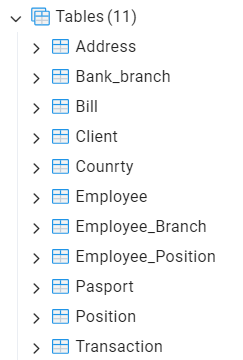 Tables (11)
Address
Bank_branch
Bill
Client
Counrty
Employee
Employee_Branch
Employee_Position
Pasport
Position
Transaction